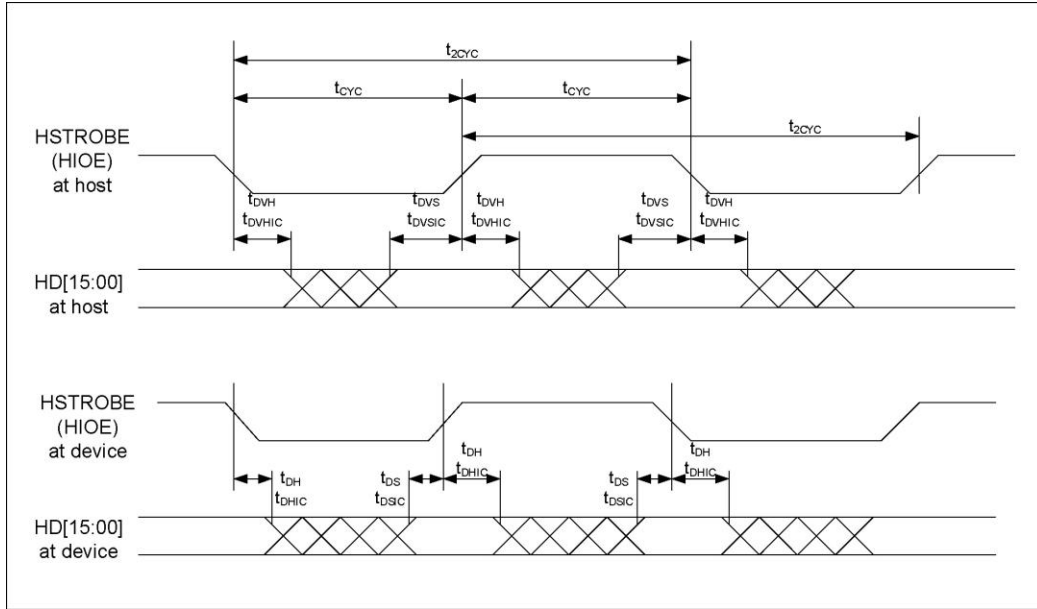 t2CYC
tCYC tCYC
t2CYC
HSTROBE
(HIOE)
at host
tDVH tDVS tDVH tDVS tDVH
tDVHIC tDVSIC tDVHIC tDVSIC tDVHIC
HD[15:00]
at host
HSTROBE
(HIOE)
at device
tDH tDS tDH tDS tDH
tDHIC tDSIC tDHIC tDSIC tDHIC
HD[15:00]
at device